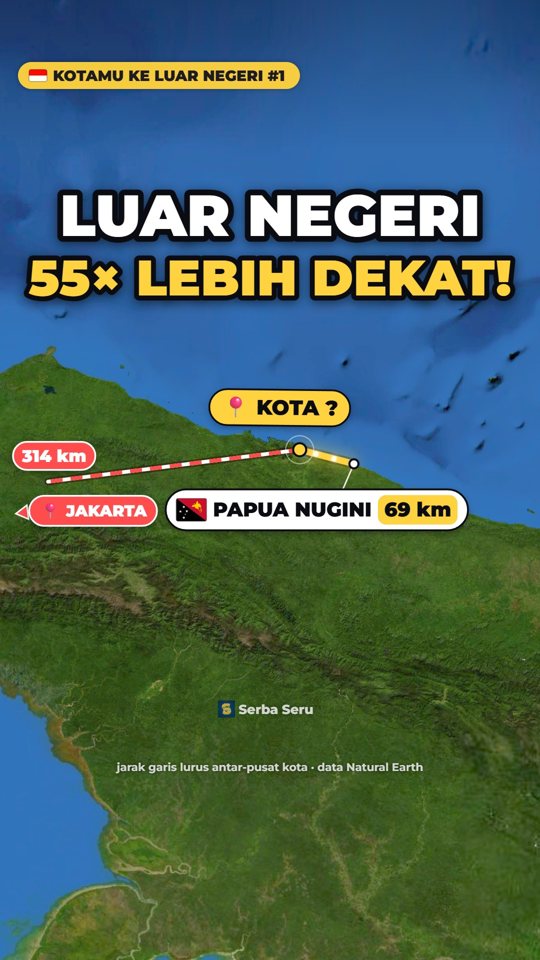 KOTAMU KE LUAR NEGERI #1
LUAR NEGERI
55× LEBIH DEKAT!
KOTA ?
314 km
JAKARTA
PAPUA NUGINI 69 km
S Serba Seru
jarak garis lurus antar-pusat kota · data Natural Earth